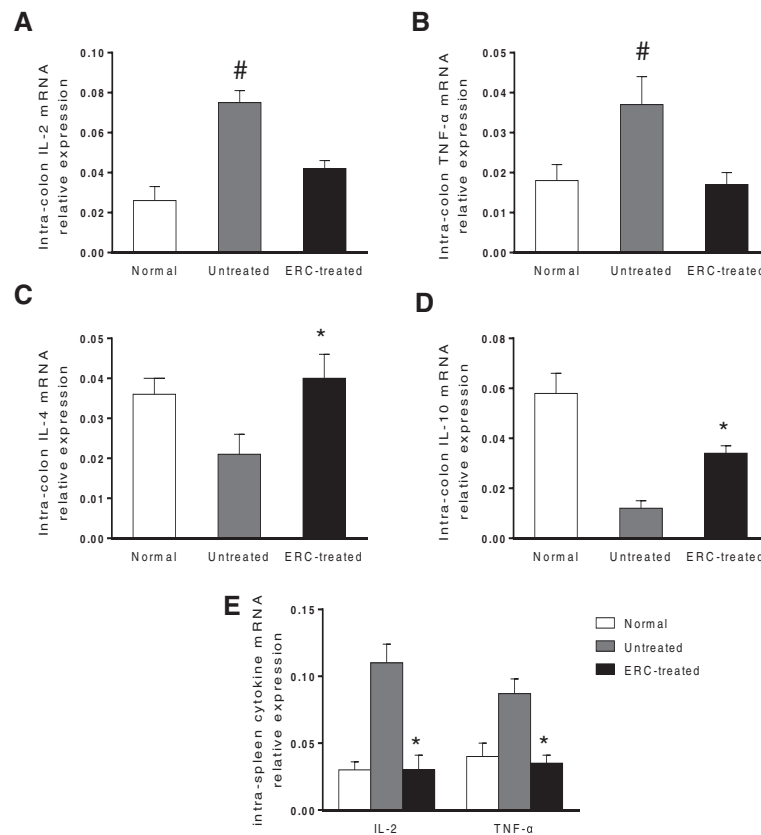 A
Intra-colon IL-2 mRNA
relative expression
0.10
0.08
0.06
0.04
0.02
0.00
#
Normal Untreated ERC-treated
B
Intra-colon TNF-α mRNA
relative expression
0.05
0.04
0.03
0.02
0.01
0.00
#
Normal Untreated ERC-treated
C
Intra-colon IL-4 mRNA
relative expression
0.05
0.04
0.03
0.02
0.01
0.00
*
Normal Untreated ERC-treated
D
Intra-colon IL-10 mRNA
relative expression
0.08
0.06
0.04
0.02
0.00
*
Normal Untreated ERC-treated
E
intra-spleen cytokine mRNA
relative expression
0.15
0.10
0.05
0.00
*
*
IL-2 TNF-α
Normal
Untreated
ERC-treated